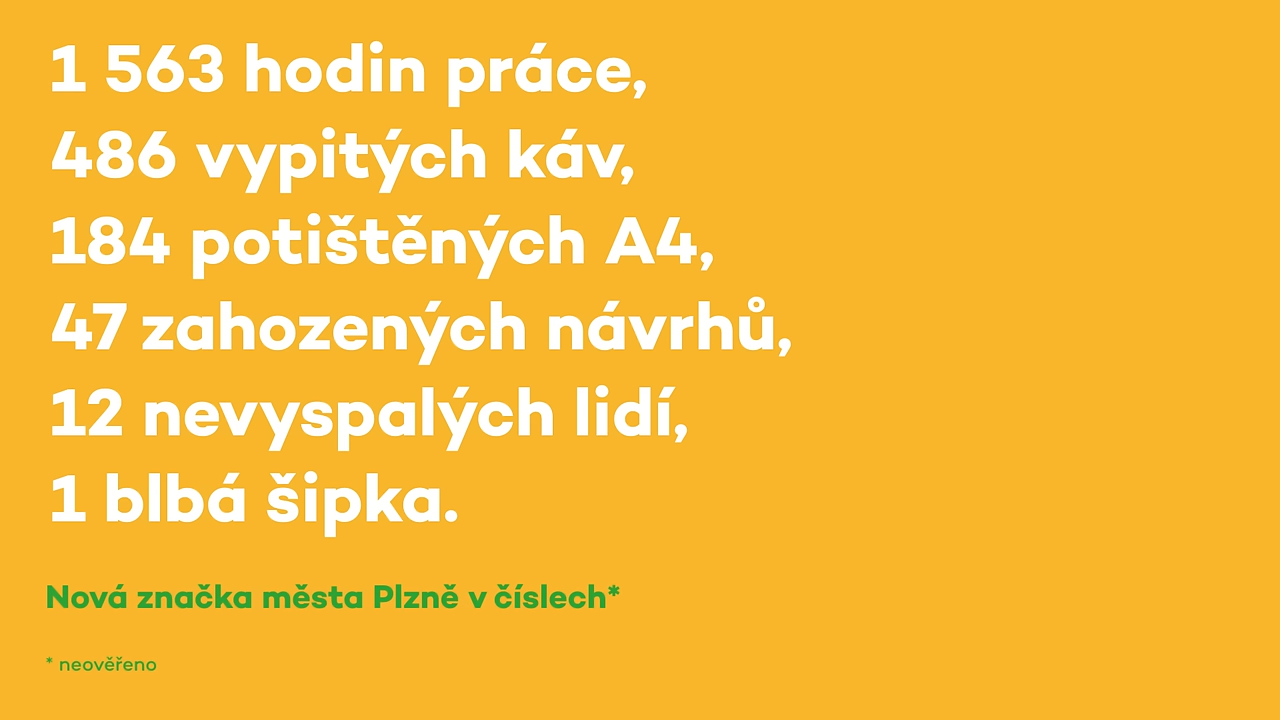 1 563 hodin práce,
486 vypitých káv,
184 potištěných A4,
47 zahozených návrhů,
12 nevyspalých lidí,
1 blbá šipka.
Nová značka města Plzně v číslech*
* neověřeno